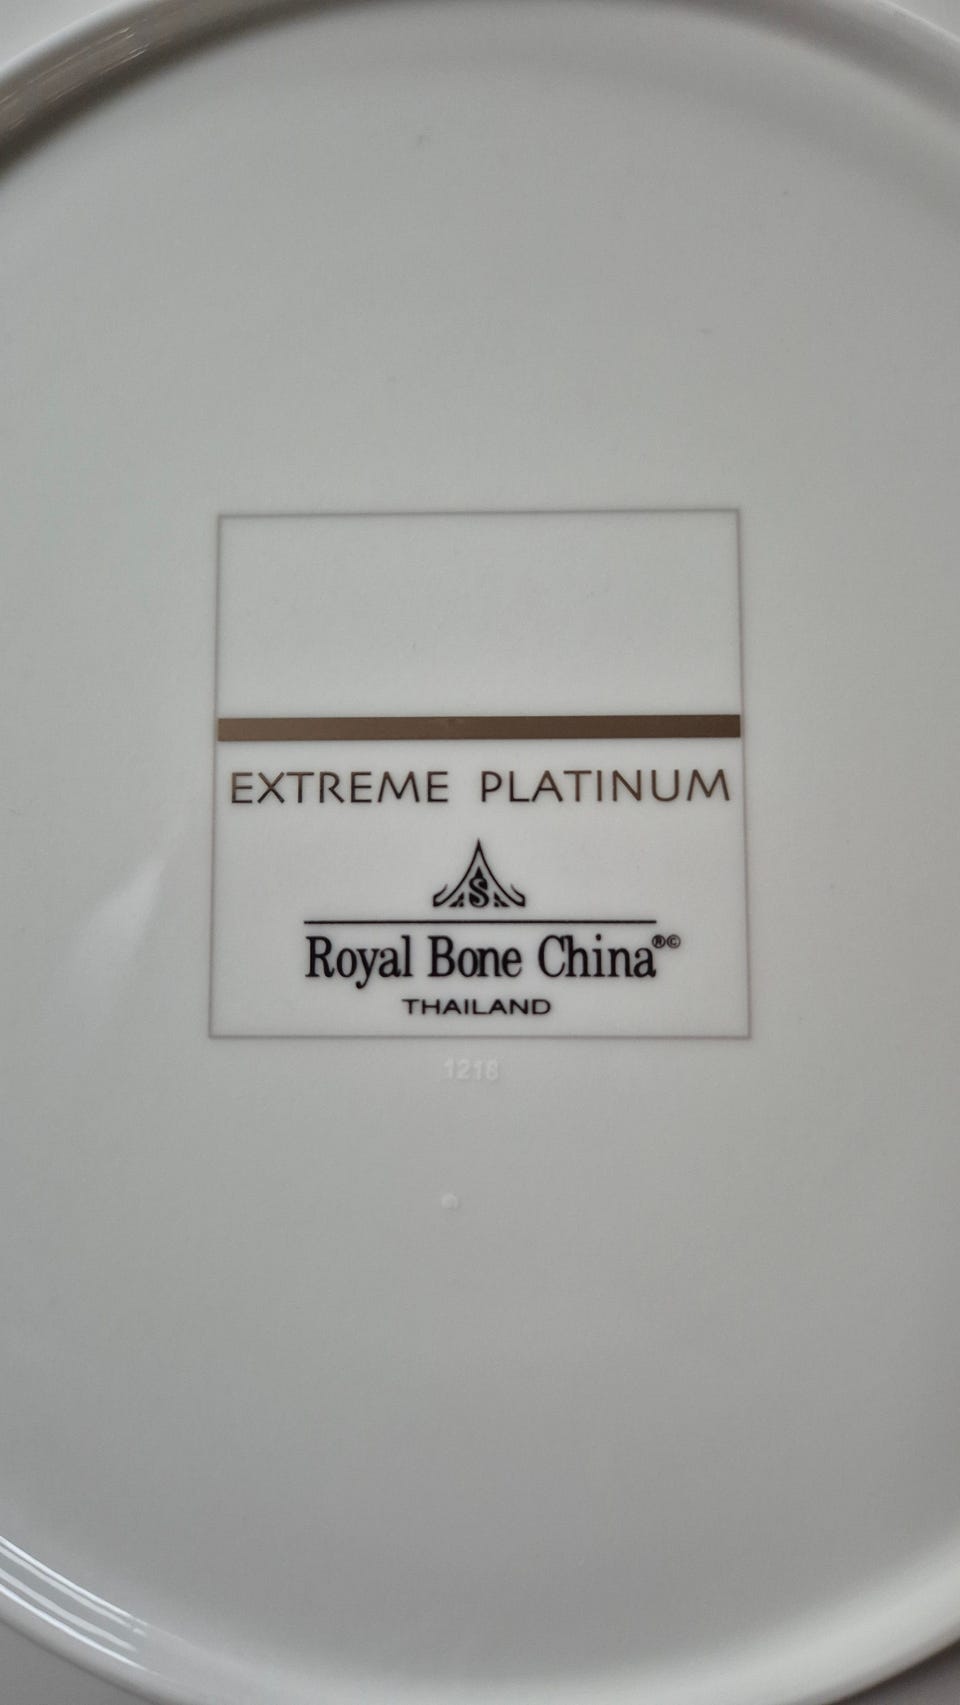 EXTREME PLATINUM
S
Royal Bone China®©
THAILAND
1218